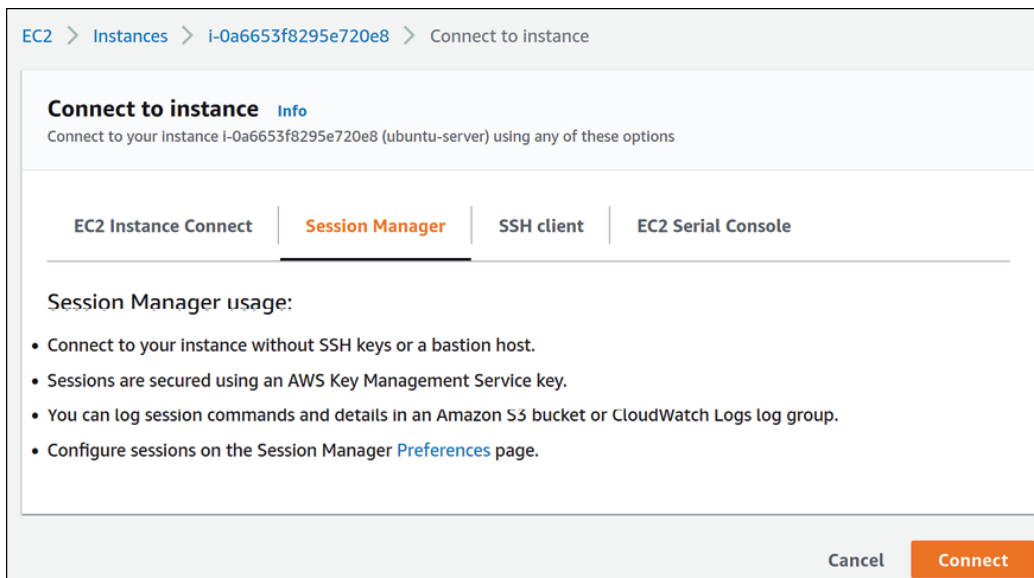 EC2 > Instances > i-0a6653f8295e720e8 > Connect to instance
Connect to instance Info
Connect to your instance i-0a6653f8295e720e8 (ubuntu-server) using any of these options
EC2 Instance Connect Session Manager SSH client EC2 Serial Console
Session Manager usage:
• Connect to your instance without SSH keys or a bastion host.
• Sessions are secured using an AWS Key Management Service key.
• You can log session commands and details in an Amazon S3 bucket or CloudWatch Logs log group.
• Configure sessions on the Session Manager Preferences page.
Cancel Connect